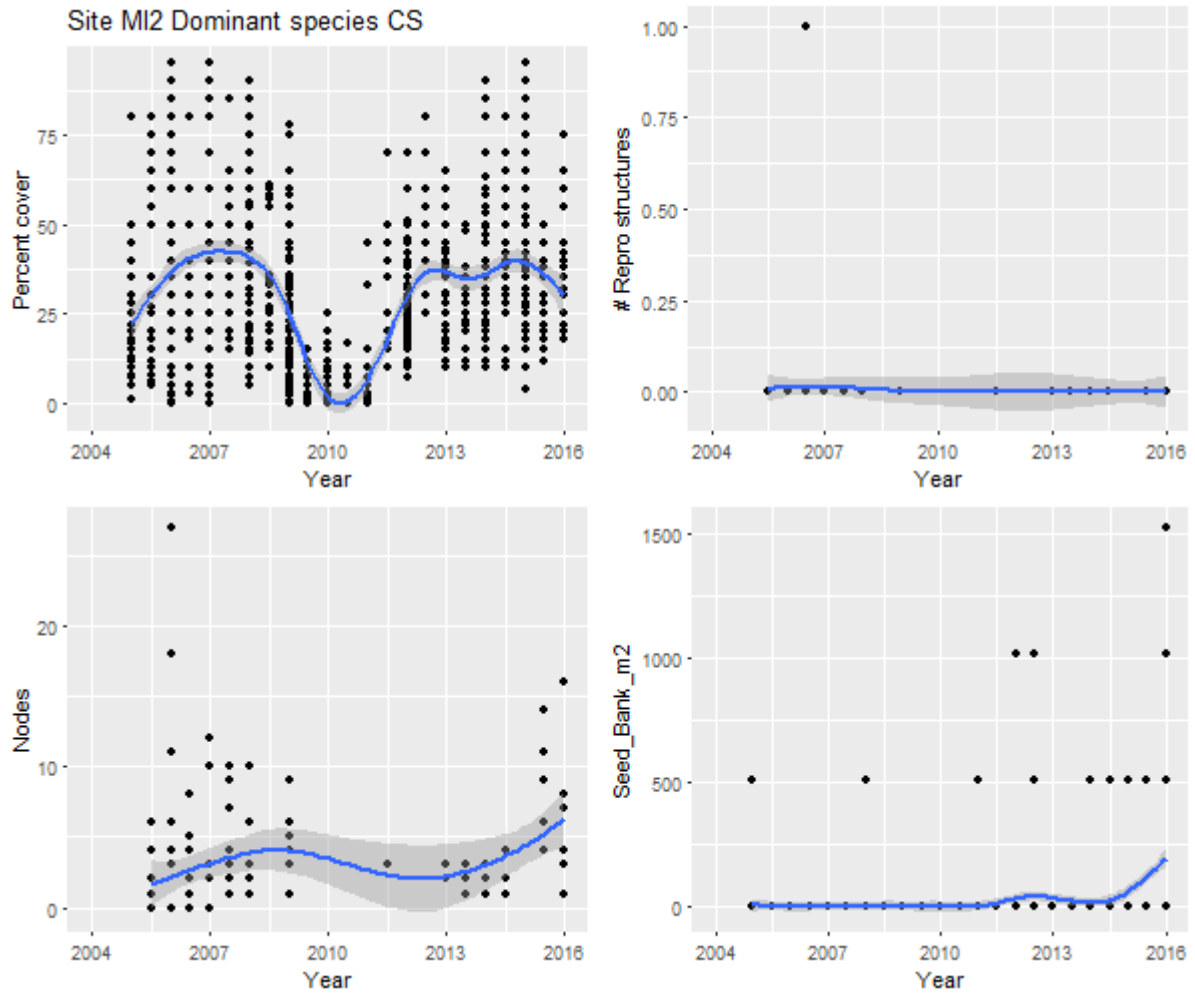 Site MI2 Dominant species CS
75
50
25
0
Percent cover
2004 2007 2010 2013 2016
Year
1.00
0.75
0.50
0.25
0.00
# Repro structures
2004 2007 2010 2013 2016
Year
20
10
0
Nodes
2004 2007 2010 2013 2016
Year
1500
1000
500
0
Seed_Bank_m2
2004 2007 2010 2013 2016
Year